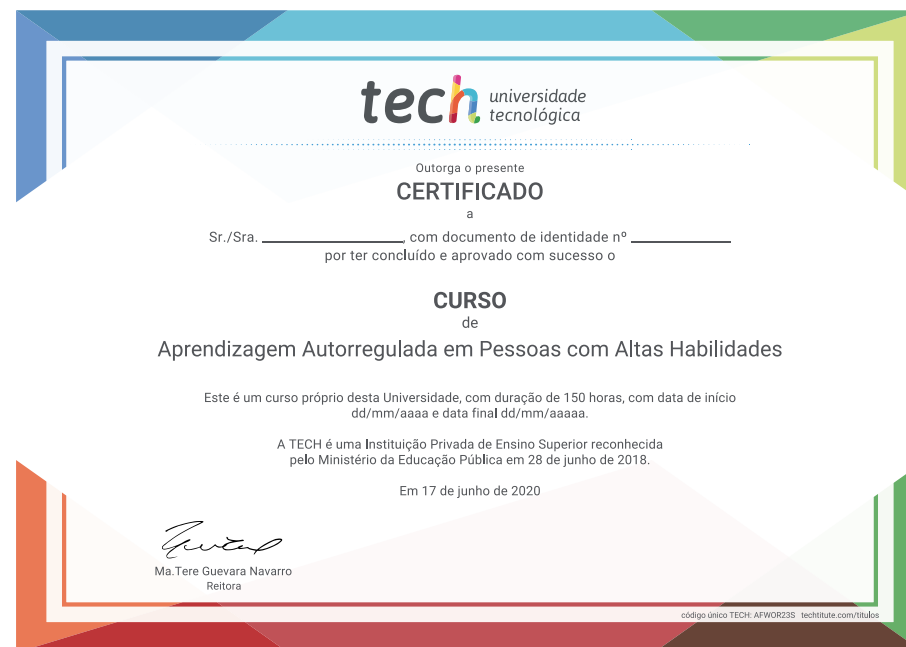 tech universidade
tecnológica
Outorga o presente
CERTIFICADO
a
Sr./Sra. ____________, com documento de identidade nº ____________
por ter concluído e aprovado com sucesso o
CURSO
de
Aprendizagem Autorregulada em Pessoas com Altas Habilidades
Este é um curso próprio desta Universidade, com duração de 150 horas, com data de início
dd/mm/aaaa e data final dd/mm/aaaaa.
A TECH é uma Instituição Privada de Ensino Superior reconhecida
pelo Ministério da Educação Pública em 28 de junho de 2018.
Em 17 de junho de 2020
Ma.Tere Guevara Navarro
Reitora
código único TECH: AFWOR23S techtitute.com/titulos